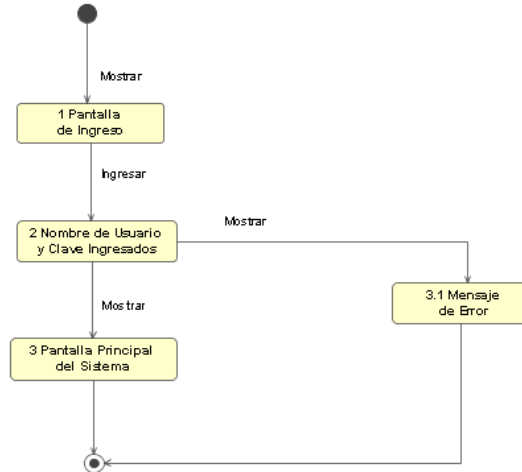 Mostrar
1 Pantalla
de Ingreso
Ingresar
2 Nombre de Usuario
y Clave Ingresados
Mostrar
Mostrar
3.1 Mensaje
de Error
3 Pantalla Principal
del Sistema